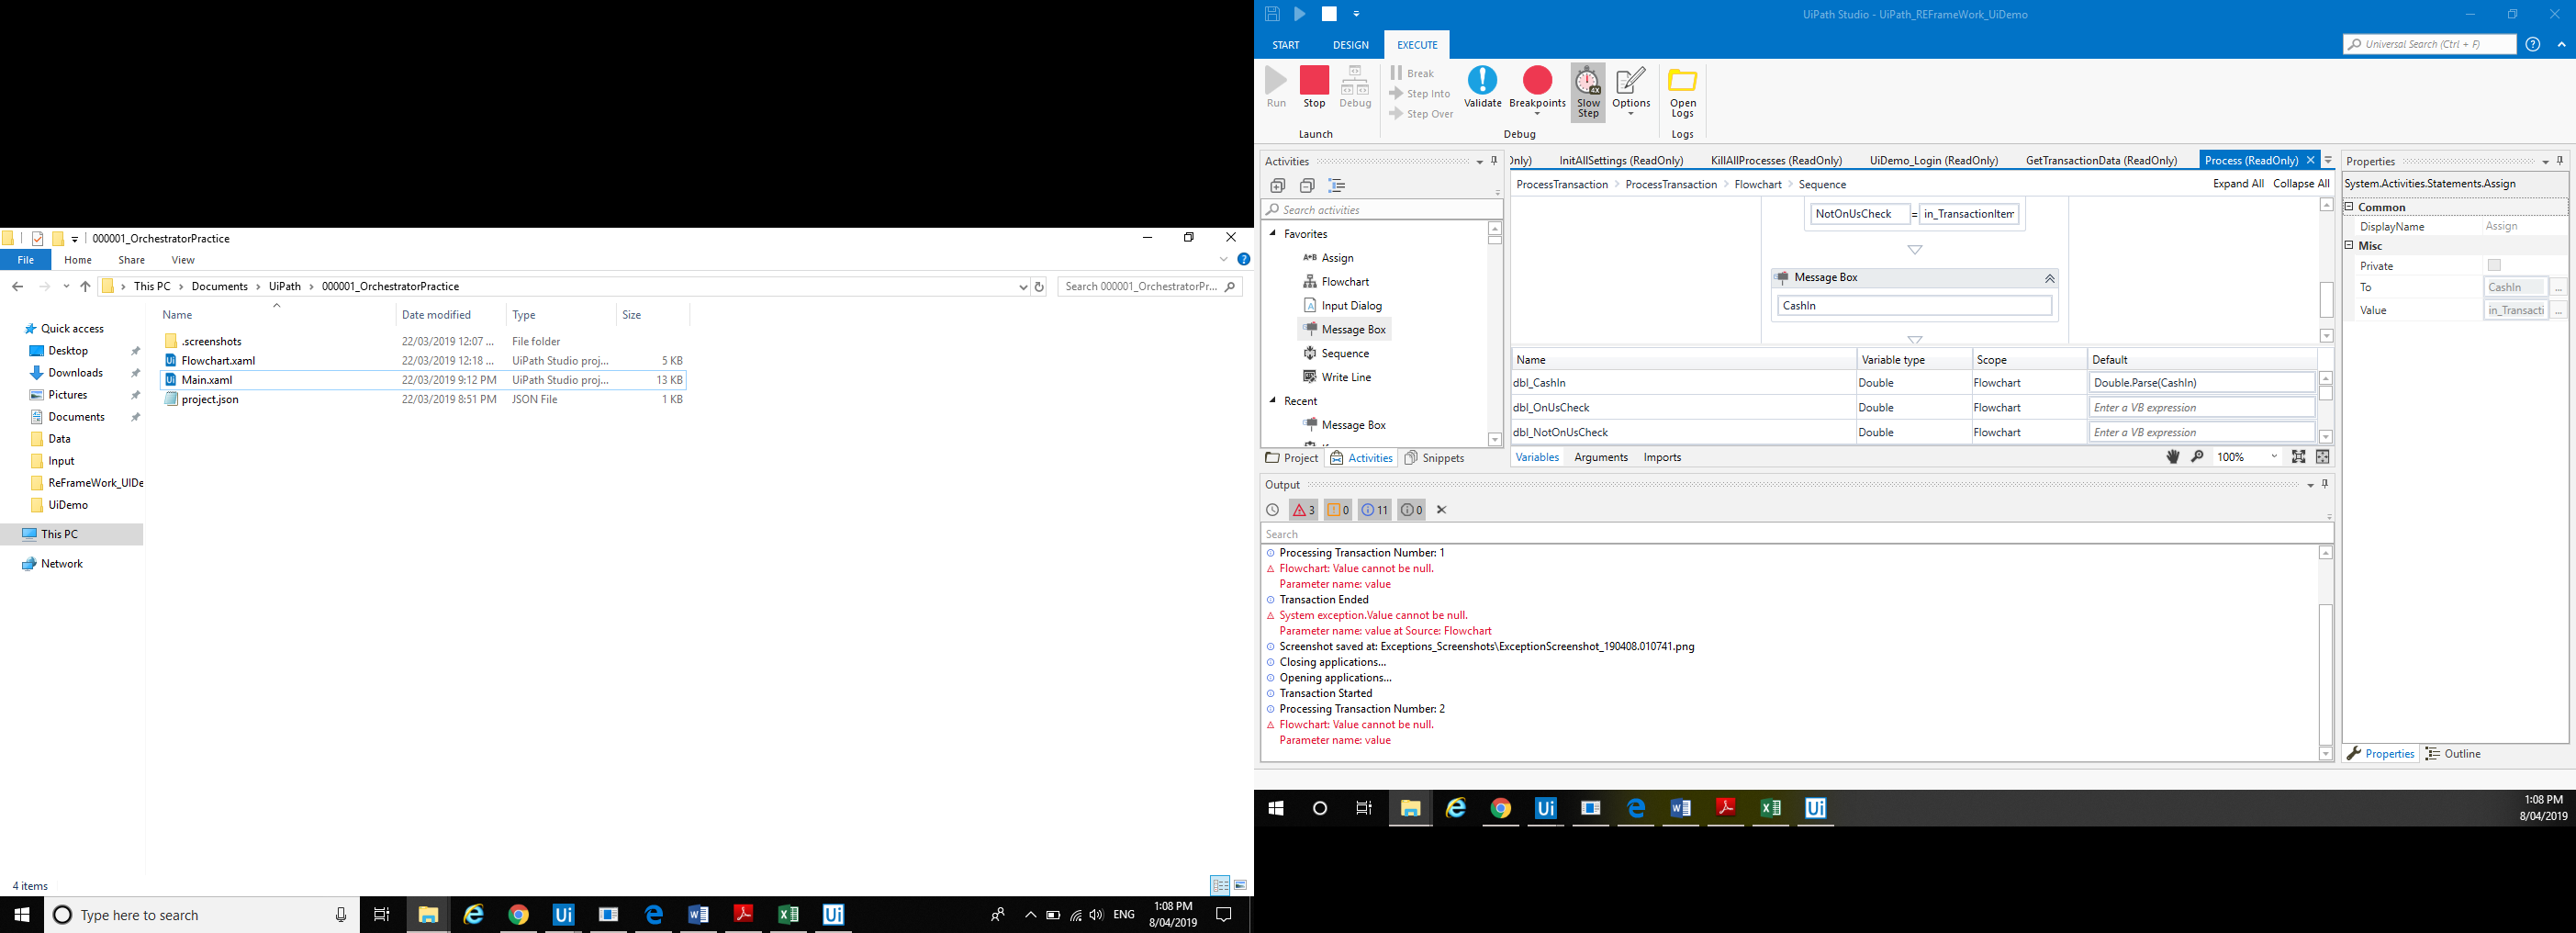 000001_OrchestratorPractice
File Home Share View
This PC > Documents > UiPath > 000001_OrchestratorPractice
Search 000001_OrchestratorPr...
Name Date modified Type Size
.screenshots 22/03/2019 12:07 ... File folder
Flowchart.xaml 22/03/2019 12:18 ... UiPath Studio proj... 5 KB
Main.xaml 22/03/2019 9:12 PM UiPath Studio proj... 13 KB
project.json 22/03/2019 8:51 PM JSON File 1 KB
Quick access
Desktop
Downloads
Pictures
Documents
Data
Input
ReFrameWork_UIDe
UiDemo
This PC
Network
4 items
Type here to search
ENG
1:08 PM
8/04/2019
UiPath Studio - UiPath_REFrameWork_UiDemo
START DESIGN EXECUTE
Universal Search (Ctrl + F)
Run Stop Debug
Launch
Break
Step Into
Step Over
Validate Breakpoints Slow Step Options
Debug
Open Logs
Logs
Activities
Search activities
Favorites
Assign
Flowchart
Input Dialog
Message Box
Sequence
Write Line
Recent
Message Box
Project Activities Snippets
Only) InitAllSettings (ReadOnly) KillAllProcesses (ReadOnly) UiDemo_Login (ReadOnly) GetTransactionData (ReadOnly) Process (ReadOnly)
ProcessTransaction > ProcessTransaction > Flowchart > Sequence
Expand All Collapse All
NotOnUsCheck = in_TransactionItem
Message Box
CashIn
Name Variable type Scope Default
dbl_CashIn Double Flowchart Double.Parse(CashIn)
dbl_OnUsCheck Double Flowchart Enter a VB expression
dbl_NotOnUsCheck Double Flowchart Enter a VB expression
Variables Arguments Imports
100%
Output
3 0 11 0
Search
Processing Transaction Number: 1
Flowchart: Value cannot be null.
Parameter name: value
Transaction Ended
System exception.Value cannot be null.
Parameter name: value at Source: Flowchart
Screenshot saved at: Exceptions_Screenshots\ExceptionScreenshot_190408.010741.png
Closing applications...
Opening applications...
Transaction Started
Processing Transaction Number: 2
Flowchart: Value cannot be null.
Parameter name: value
Properties
System.Activities.Statements.Assign
Common
DisplayName Assign
Misc
Private
To CashIn ...
Value in_Transacti ...
Properties Outline
1:08 PM
8/04/2019